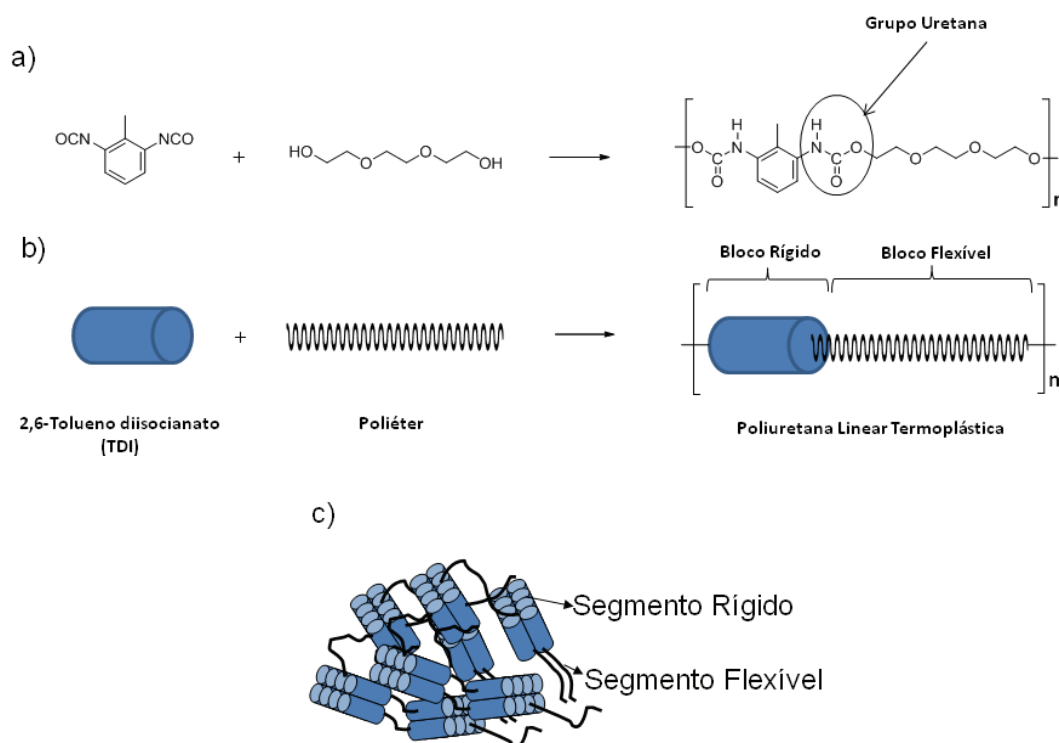 Grupo Uretana
a)
OCN
NCO
+
HO
O
O
OH
O
O
H
N
H
N
O
O
O
O
O
O
n
b)
Bloco Rígido
Bloco Flexível
+
n
2,6-Tolueno diisocianato
(TDI)
Poliéter
Poliuretana Linear Termoplástica
c)
Segmento Rígido
Segmento Flexível